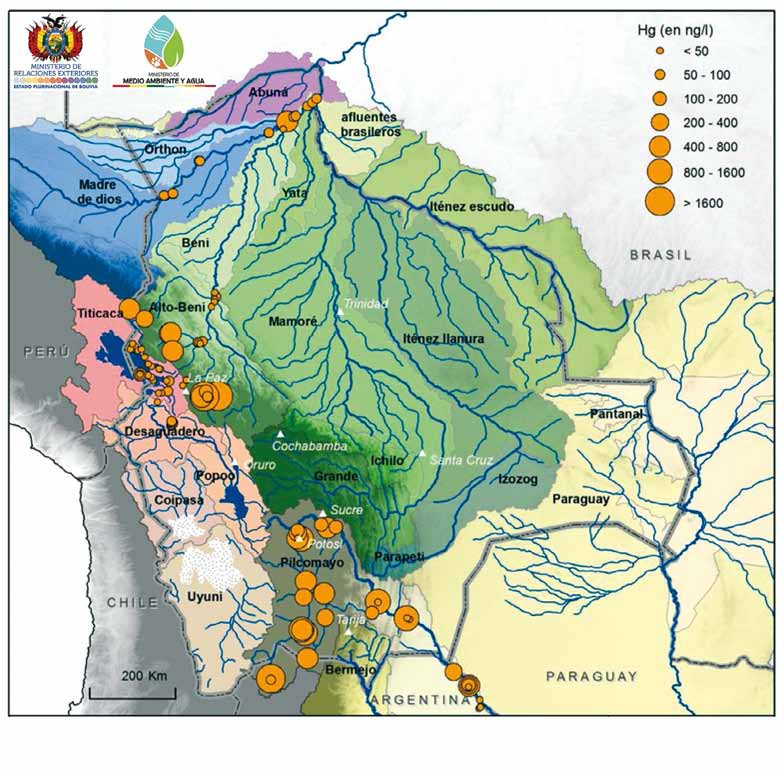 MINISTERIO DE
RELACIONES EXTERIORES
ESTADO PLURINACIONAL DE BOLIVIA
MINISTERIO DE
MEDIO AMBIENTE Y AGUA
Hg (en ng/l)
< 50
50 - 100
100 - 200
200 - 400
400 - 800
800 - 1600
> 1600
Abuná
afluentes
brasileros
Orthon
Madre
de dios
Yata
Iténez escudo
Beni
BRASIL
Titicaca
Alto-Beni
Trinidad
Mamoré
Iténez llanura
PERÚ
La Paz
Pantanal
Desaguadero
Cochabamba
Santa Cruz
Ichilo
Oruro
Popoo
Grande
Izozog
Coipasa
Paraguay
Sucre
Potosí
Parapeti
Pilcomayo
Uyuni
CHILE
Tarija
200 Km
Bermejo
PARAGUAY
ARGENTINA